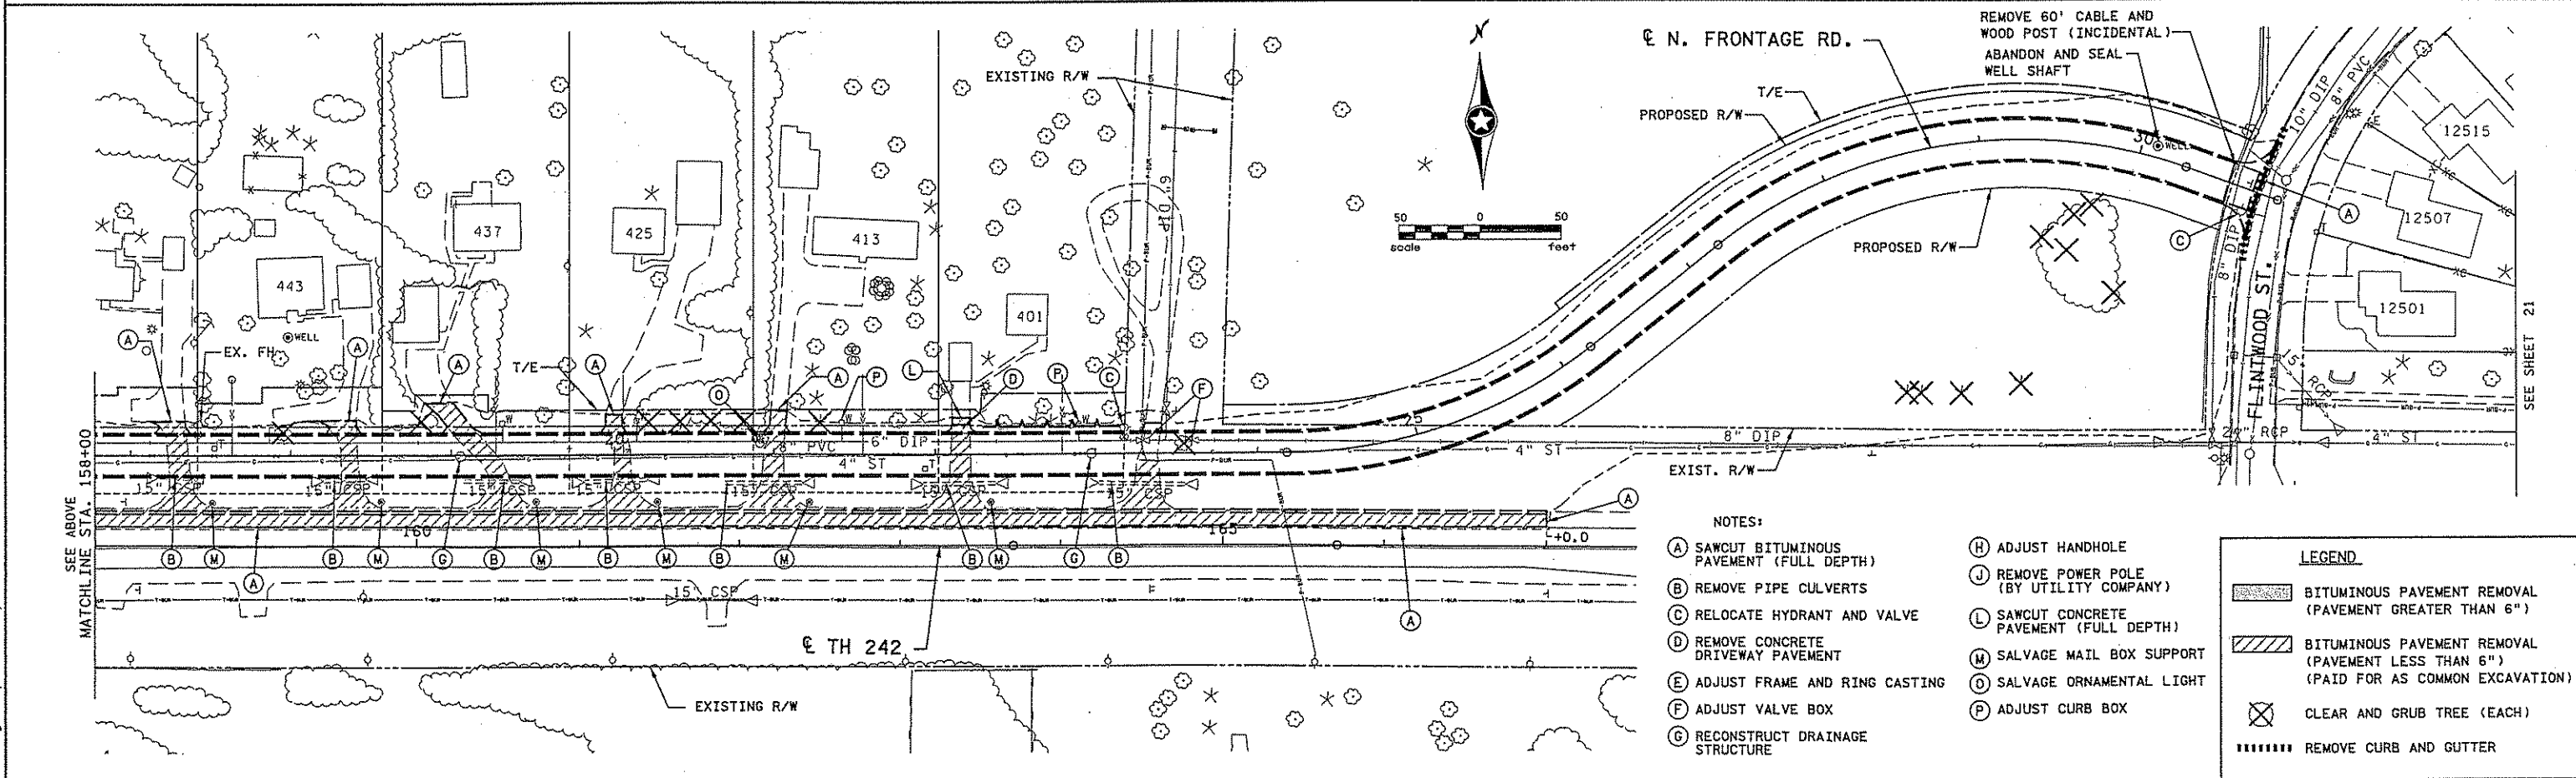 REMOVE 60' CABLE AND
WOOD POST (INCIDENTAL)
ABANDON AND SEAL
WELL SHAFT
℄ N. FRONTAGE RD.
N
EXISTING R/W
T/E
PROPOSED R/W
50 0 50
scale feet
PROPOSED R/W
10" DIP
8" PVC
12515
12507
12501
8" DIP
FLINTWOOD ST.
15" RCP
SEE SHEET 21
30
WELL
A
C
6" DIP
437
425
413
443
401
WELL
EX. FH
T/E
A
A
A
A
O
A
P
L
D
P
C
F
25
PVC
6" DIP
4" ST
8" DIP
4" ST
RCP
4" ST
EXIST. R/W
15" CSP
15" CSP
15" CSP
15" CSP
15" CSP
15" CSP
15" CSP
SEE ABOVE
MATCHLINE STA. 158+00
160
165
+0.0
A
B
M
B
M
G
B
M
B
M
B
M
B
M
G
B
A
A
15" CSP
℄ TH 242
EXISTING R/W
NOTES:
A SAWCUT BITUMINOUS
PAVEMENT (FULL DEPTH)
B REMOVE PIPE CULVERTS
C RELOCATE HYDRANT AND VALVE
D REMOVE CONCRETE
DRIVEWAY PAVEMENT
E ADJUST FRAME AND RING CASTING
F ADJUST VALVE BOX
G RECONSTRUCT DRAINAGE
STRUCTURE
H ADJUST HANDHOLE
J REMOVE POWER POLE
(BY UTILITY COMPANY)
L SAWCUT CONCRETE
PAVEMENT (FULL DEPTH)
M SALVAGE MAIL BOX SUPPORT
O SALVAGE ORNAMENTAL LIGHT
P ADJUST CURB BOX
LEGEND
BITUMINOUS PAVEMENT REMOVAL
(PAVEMENT GREATER THAN 6")
BITUMINOUS PAVEMENT REMOVAL
(PAVEMENT LESS THAN 6")
(PAID FOR AS COMMON EXCAVATION)
CLEAR AND GRUB TREE (EACH)
REMOVE CURB AND GUTTER